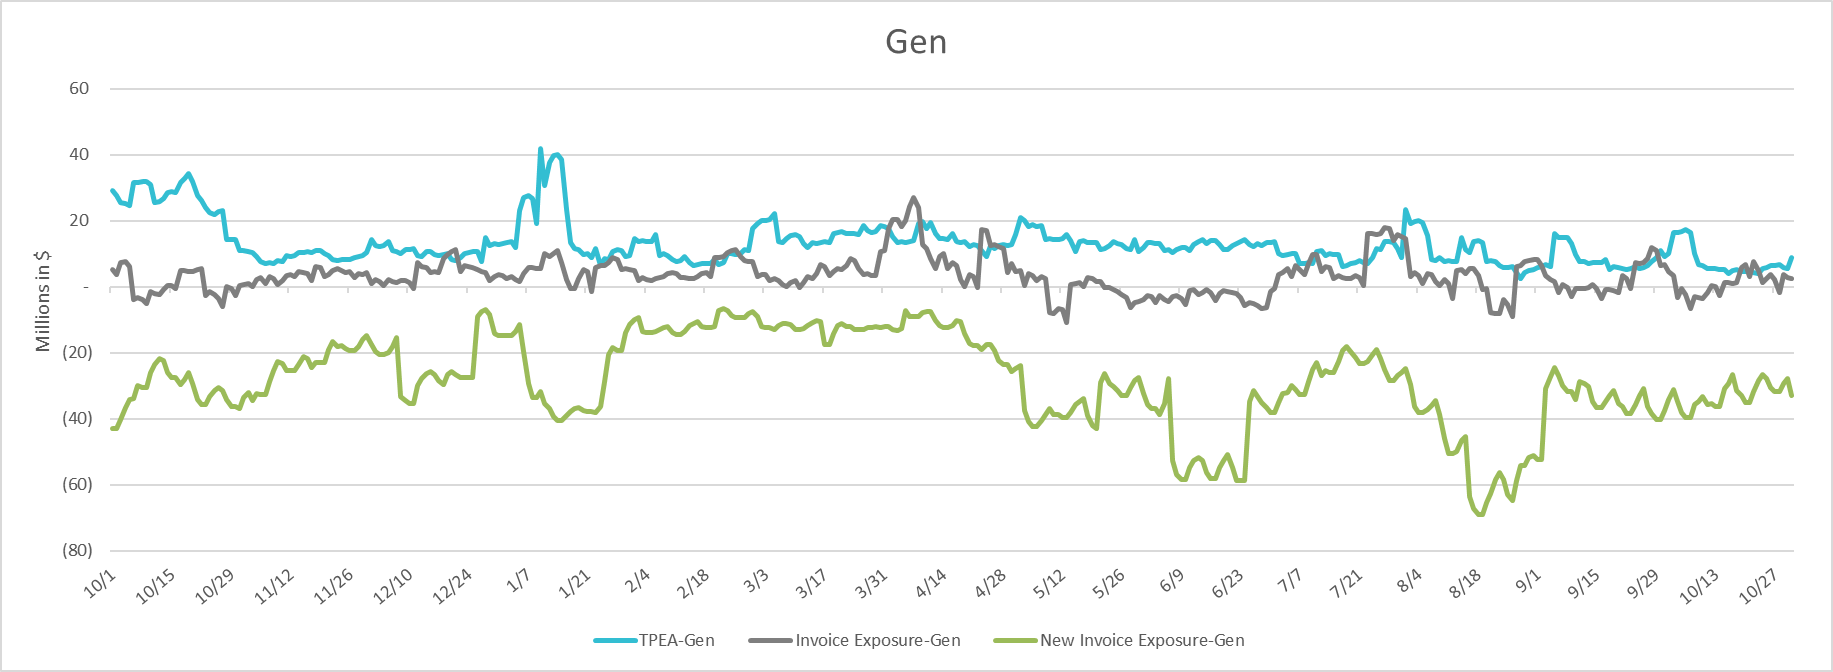 Gen
Millions in $
60
40
20
-
(20)
(40)
(60)
(80)
10/1 10/15 10/29 11/12 11/26 12/10 12/24 1/7 1/21 2/4 2/18 3/3 3/17 3/31 4/14 4/28 5/12 5/26 6/9 6/23 7/7 7/21 8/4 8/18 9/1 9/15 9/29 10/13 10/27
TPEA-Gen Invoice Exposure-Gen New Invoice Exposure-Gen